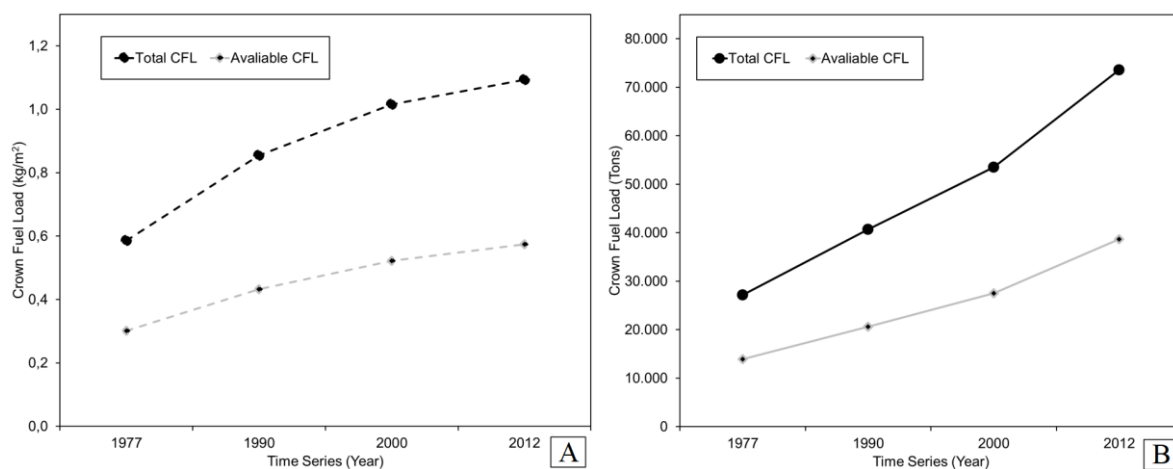 1,2
1,0
0,8
0,6
0,4
0,2
0,0
Crown Fuel Load (kg/m²)
Total CFL
Avaliable CFL
1977
1990
2000
2012
Time Series (Year)
A
80.000
70.000
60.000
50.000
40.000
30.000
20.000
10.000
0
Crown Fuel Load (Tons)
Total CFL
Avaliable CFL
1977
1990
2000
2012
Time Series (Year)
B